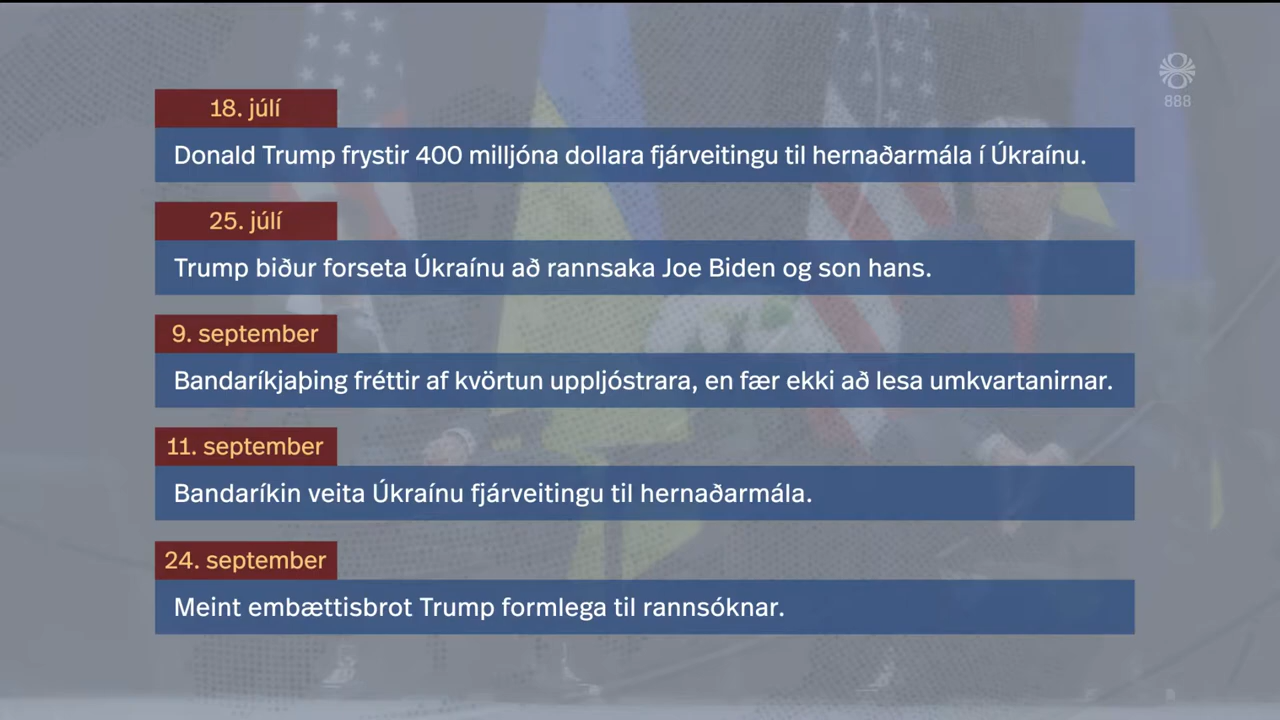 18. júlí
Donald Trump frystir 400 milljóna dollara fjárveitingu til hernaðarmála í Úkraínu.
25. júlí
Trump biður forseta Úkraínu að rannsaka Joe Biden og son hans.
9. september
Bandaríkjaþing fréttir af kvörtun uppljóstrara, en fær ekki að lesa umkvartanirnar.
11. september
Bandaríkin veita Úkraínu fjárveitingu til hernaðarmála.
24. september
Meint embættisbrot Trump formlega til rannsóknar.
888